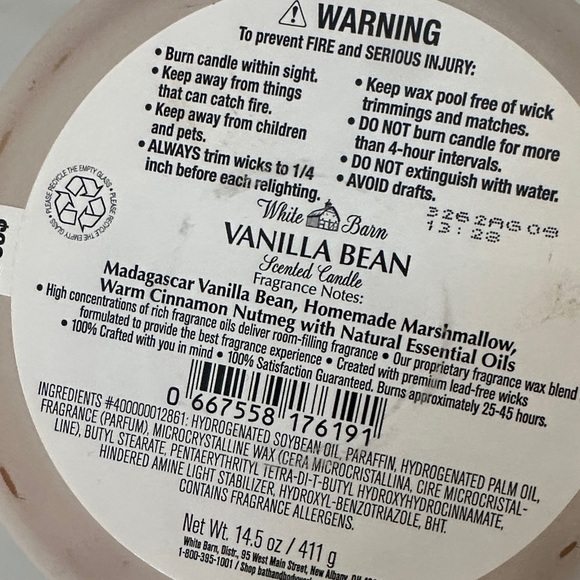 WARNING
To prevent FIRE and SERIOUS INJURY:
• Burn candle within sight.
• Keep away from things
that can catch fire.
• Keep away from children
and pets.
• ALWAYS trim wicks to 1/4
inch before each relighting.
• Keep wax pool free of wick
trimmings and matches.
• DO NOT burn candle for more
than 4-hour intervals.
• DO NOT extinguish with water.
• AVOID drafts.
PLEASE RECYCLE THE EMPTY GLASS • PLEASE RECYCLE THE EMPTY GLASS •
3262AG 09
13:28
White Barn
VANILLA BEAN
Scented Candle
Fragrance Notes:
Madagascar Vanilla Bean, Homemade Marshmallow,
Warm Cinnamon Nutmeg with Natural Essential Oils
• High concentrations of rich fragrance oils deliver room-filling fragrance • Our proprietary fragrance wax blend
formulated to provide the best fragrance experience • Created with premium lead-free wicks
• 100% Crafted with you in mind • 100% Satisfaction Guaranteed. Burns approximately 25-45 hours.
0 667558 176191
INGREDIENTS #400000012861: HYDROGENATED SOYBEAN OIL, PARAFFIN, HYDROGENATED PALM OIL,
FRAGRANCE (PARFUM), MICROCRYSTALLINE WAX (CERA MICROCRISTALLINA, CIRE MICROCRISTAL-
LINE), BUTYL STEARATE, PENTAERYTHRITYL TETRA-DI-T-BUTYL HYDROXYHYDROCINNAMATE,
HINDERED AMINE LIGHT STABILIZER, HYDROXYL-BENZOTRIAZOLE, BHT.
CONTAINS FRAGRANCE ALLERGENS.
Net Wt. 14.5 oz / 411 g
White Barn, Distr., 95 West Main Street, New Albany,
1-800-395-1001 / Shop